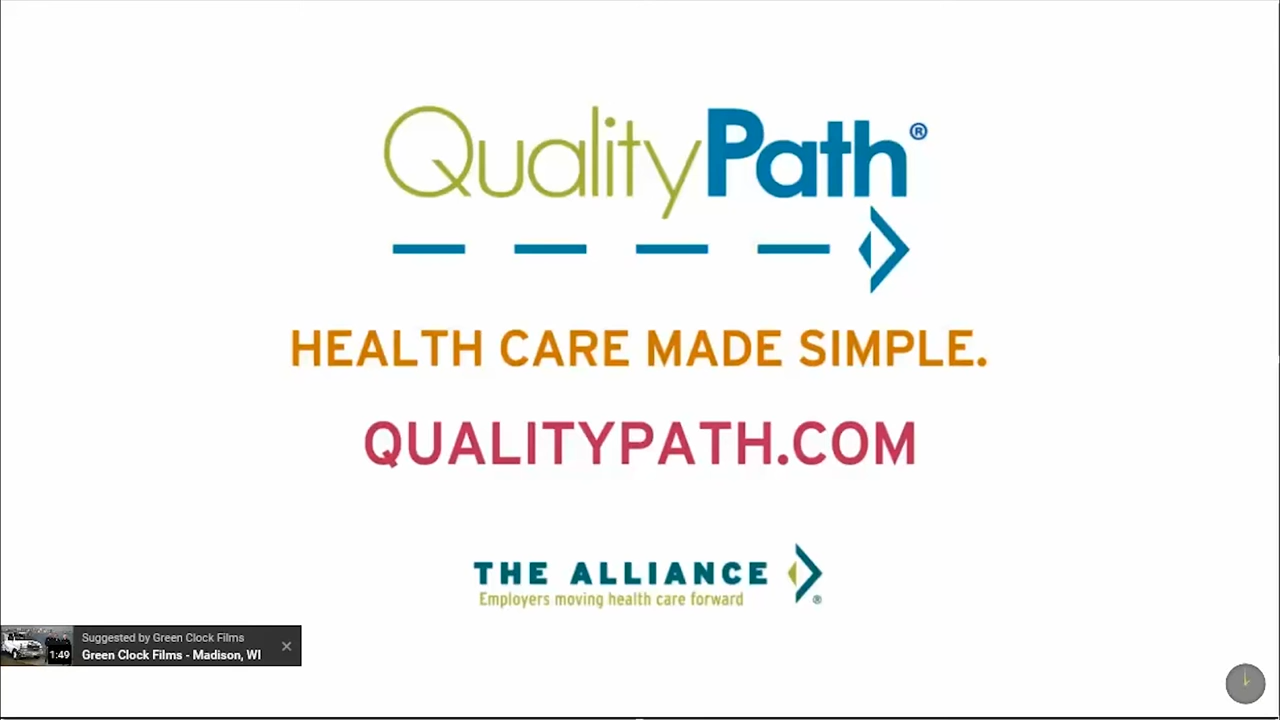 QualityPath®
HEALTH CARE MADE SIMPLE.
QUALITYPATH.COM
THE ALLIANCE
Employers moving health care forward ®
Suggested by Green Clock Films
1:49
Green Clock Films - Madison, WI